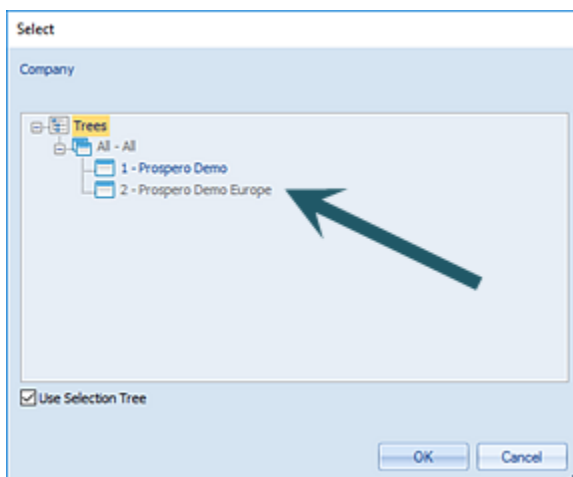 Select
Company
Trees
All - All
1 - Prospero Demo
2 - Prospero Demo Europe
Use Selection Tree
OK
Cancel